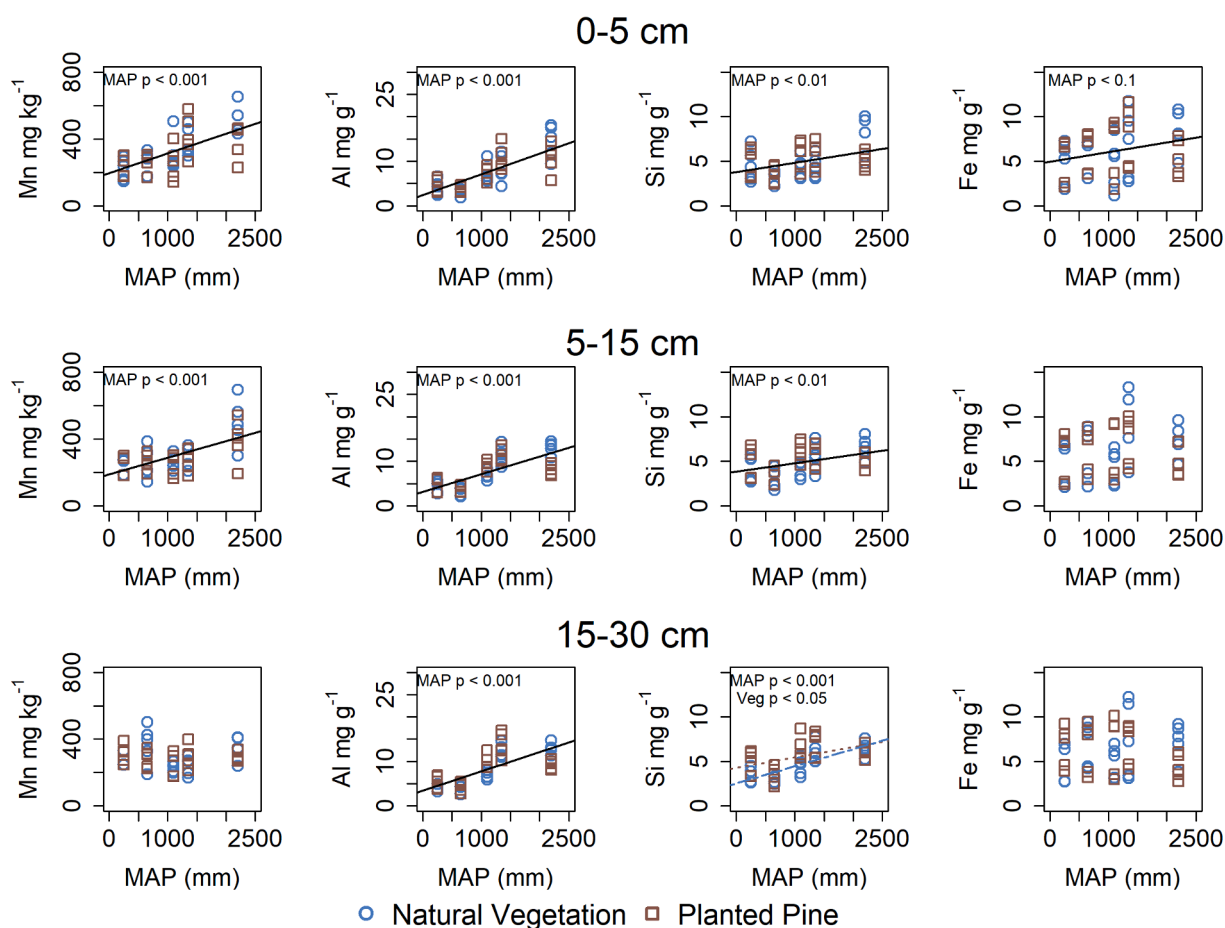 0-5 cm
MAP p < 0.001
Mn mg kg-1
0 400 800
0 1000 2500
MAP (mm)
MAP p < 0.001
Al mg g-1
0 10 25
0 1000 2500
MAP (mm)
MAP p < 0.01
Si mg g-1
0 5 10
0 1000 2500
MAP (mm)
MAP p < 0.1
Fe mg g-1
0 5 10
0 1000 2500
MAP (mm)
5-15 cm
MAP p < 0.001
Mn mg kg-1
0 400 800
0 1000 2500
MAP (mm)
MAP p < 0.001
Al mg g-1
0 10 25
0 1000 2500
MAP (mm)
MAP p < 0.01
Si mg g-1
0 5 10
0 1000 2500
MAP (mm)
Fe mg g-1
0 5 10
0 1000 2500
MAP (mm)
15-30 cm
Mn mg kg-1
0 400 800
0 1000 2500
MAP (mm)
MAP p < 0.001
Al mg g-1
0 10 25
0 1000 2500
MAP (mm)
MAP p < 0.001
Veg p < 0.05
Si mg g-1
0 5 10
0 1000 2500
MAP (mm)
Fe mg g-1
0 5 10
0 1000 2500
MAP (mm)
Natural Vegetation Planted Pine